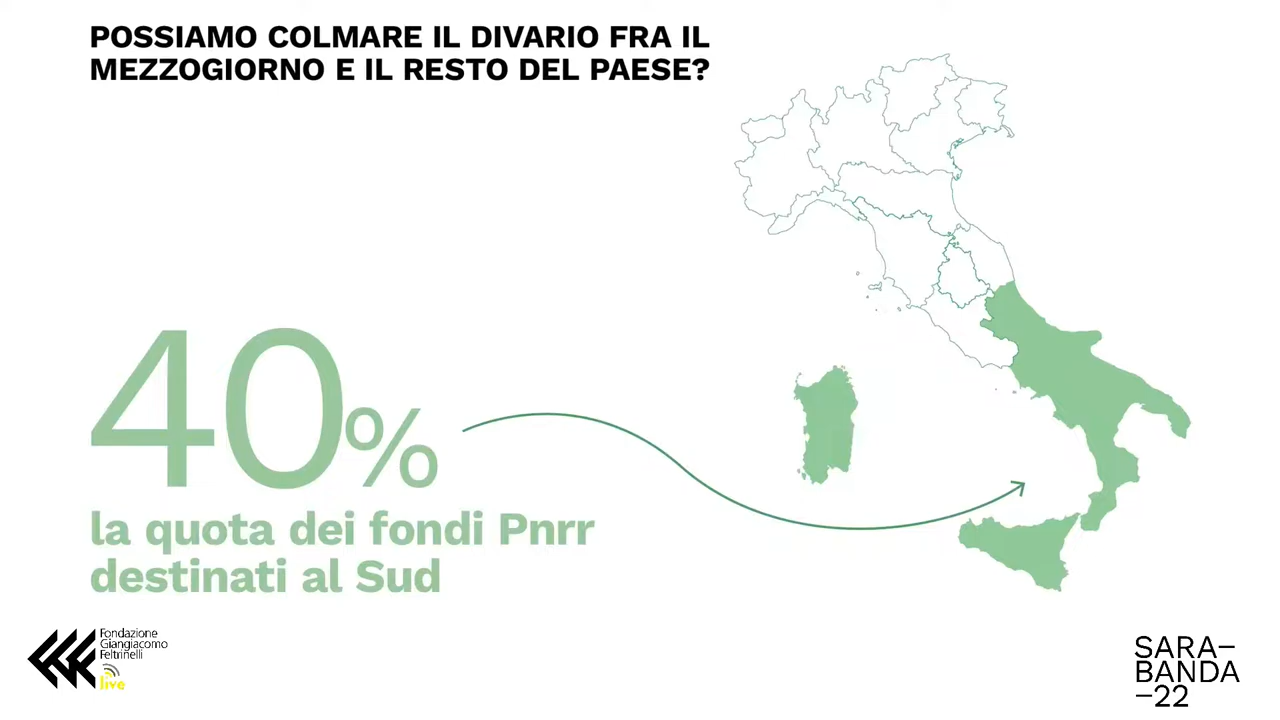 POSSIAMO COLMARE IL DIVARIO FRA IL
MEZZOGIORNO E IL RESTO DEL PAESE?
40%
la quota dei fondi Pnrr
destinati al Sud
Fondazione
Giangiacomo
Feltrinelli
live
SARA–
BANDA
–22